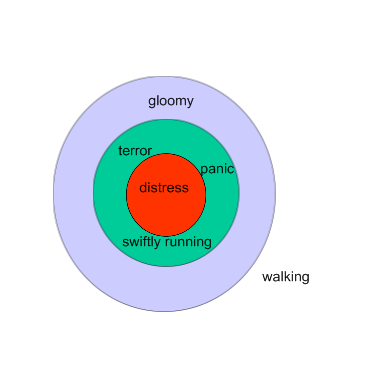 gloomy
terror
panic
distress
swiftly running
walking